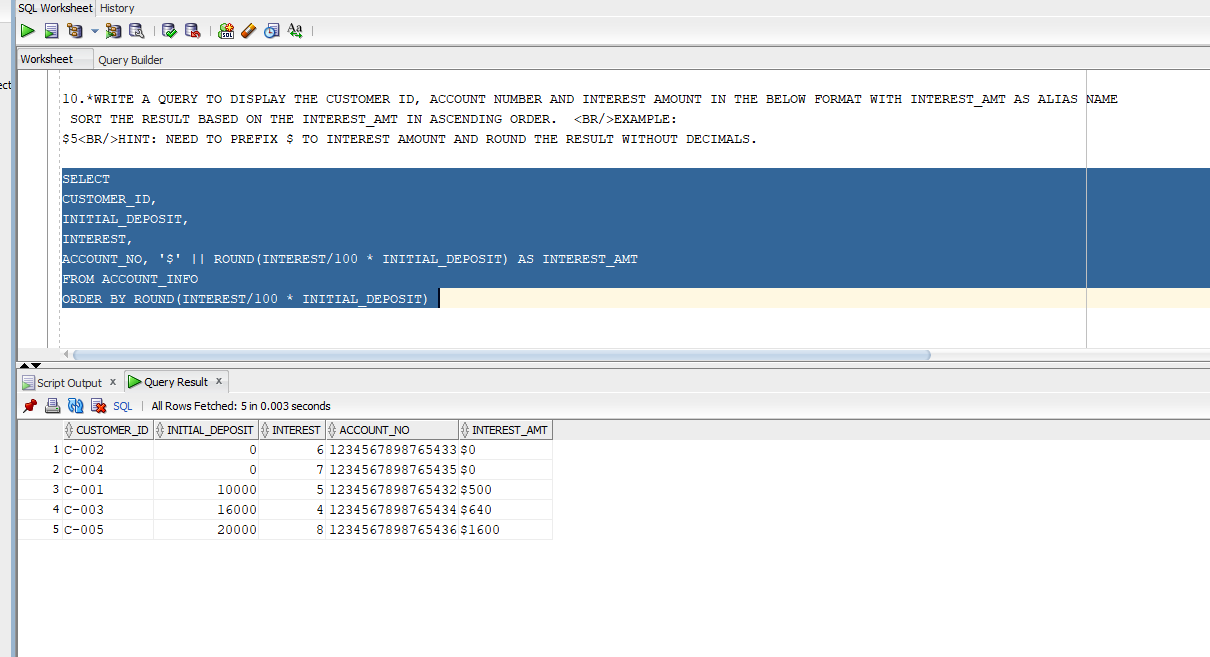 SQL Worksheet History
Worksheet Query Builder
ect
10.*WRITE A QUERY TO DISPLAY THE CUSTOMER ID, ACCOUNT NUMBER AND INTEREST AMOUNT IN THE BELOW FORMAT WITH INTEREST_AMT AS ALIAS NAME
SORT THE RESULT BASED ON THE INTEREST_AMT IN ASCENDING ORDER. <BR/>EXAMPLE:
$5<BR/>HINT: NEED TO PREFIX $ TO INTEREST AMOUNT AND ROUND THE RESULT WITHOUT DECIMALS.
SELECT
CUSTOMER_ID,
INITIAL_DEPOSIT,
INTEREST,
ACCOUNT_NO, '$' || ROUND(INTEREST/100 * INITIAL_DEPOSIT) AS INTEREST_AMT
FROM ACCOUNT_INFO
ORDER BY ROUND(INTEREST/100 * INITIAL_DEPOSIT)
Script Output x Query Result x
SQL | All Rows Fetched: 5 in 0.003 seconds
CUSTOMER_ID INITIAL_DEPOSIT INTEREST ACCOUNT_NO INTEREST_AMT
1 C-002 0 6 1234567898765433 $0
2 C-004 0 7 1234567898765435 $0
3 C-001 10000 5 1234567898765432 $500
4 C-003 16000 4 1234567898765434 $640
5 C-005 20000 8 1234567898765436 $1600